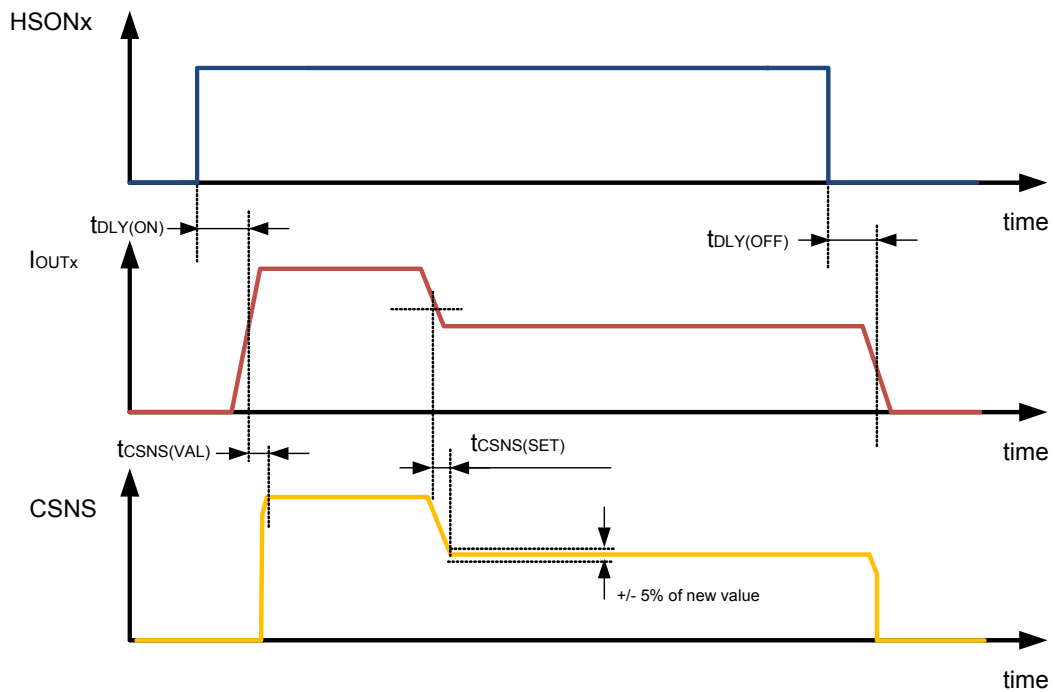 HSONx
time
tDLY(ON)
tDLY(OFF)
IOUTx
time
tCSNS(VAL)
tCSNS(SET)
CSNS
+/- 5% of new value
time